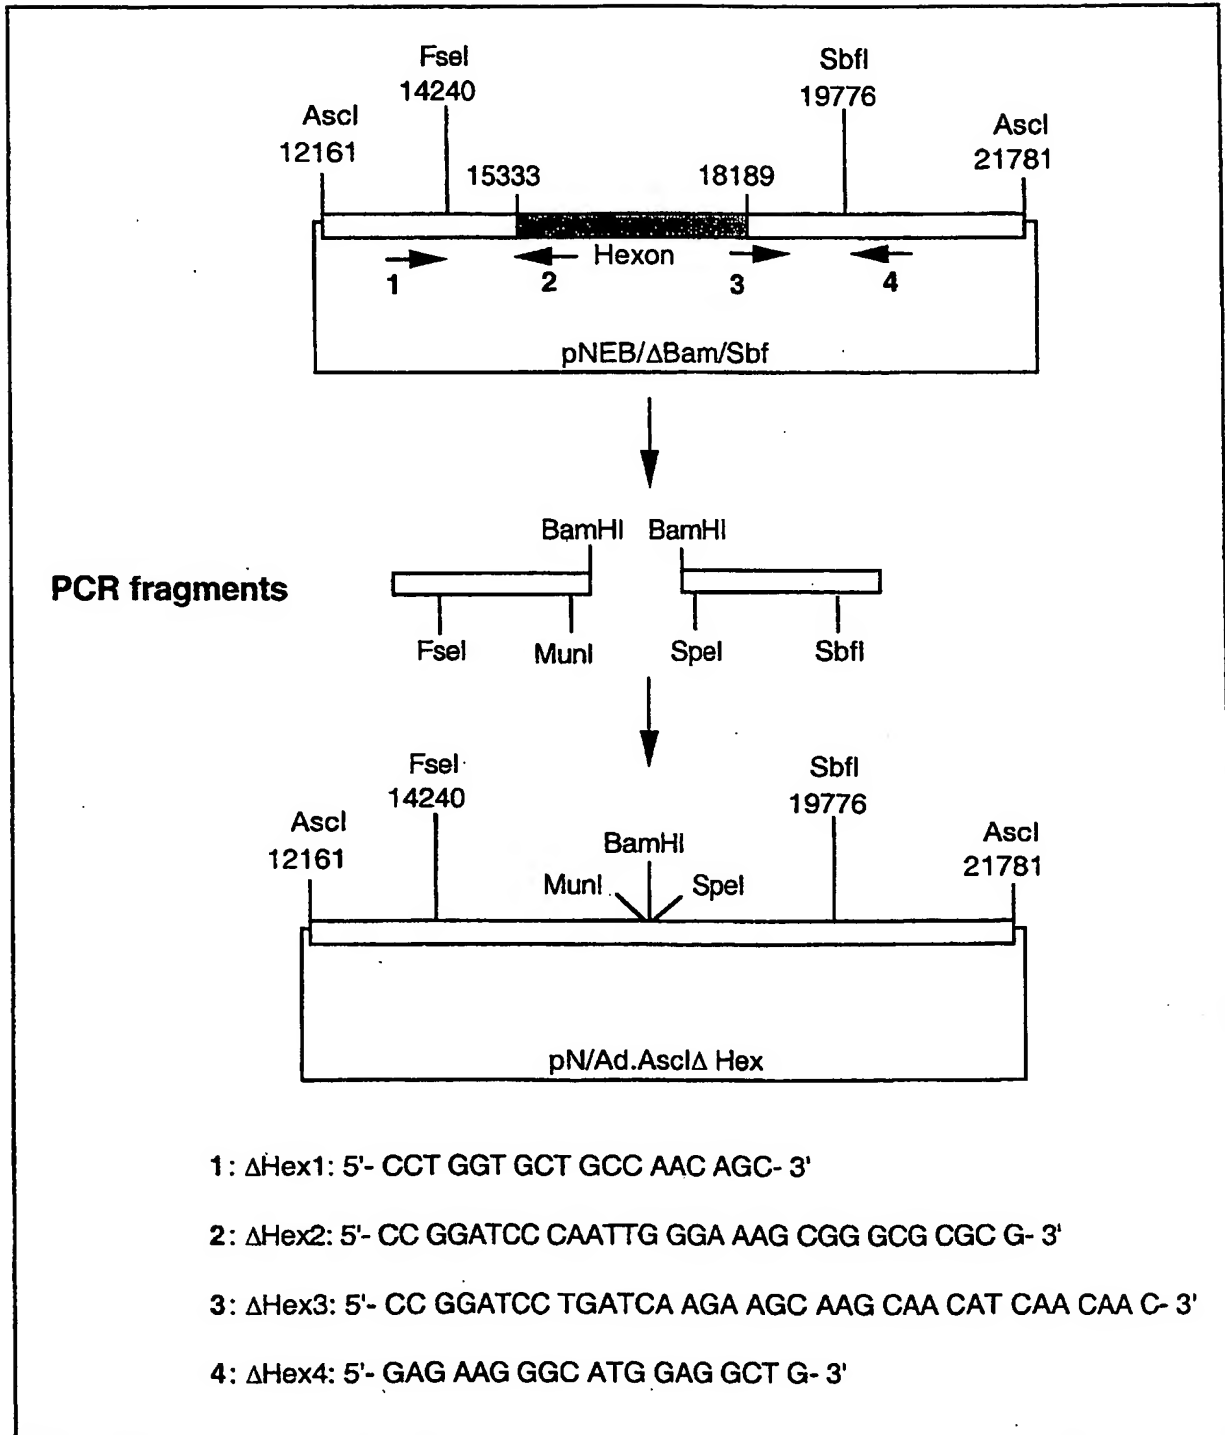 FseI
14240
SbfI
19776
AscI
12161
AscI
21781
15333
18189
Hexon
1
2
3
4
pNEB/ΔBam/Sbf
BamHI BamHI
PCR fragments
FseI
MunI
SpeI
SbfI
FseI
14240
SbfI
19776
AscI
12161
AscI
21781
BamHI
MunI
SpeI
pN/Ad.AscIΔ Hex
1: ΔHex1: 5'- CCT GGT GCT GCC AAC AGC- 3'
2: ΔHex2: 5'- CC GGATCC CAATTG GGA AAG CGG GCG CGC G- 3'
3: ΔHex3: 5'- CC GGATCC TGATCA AGA AGC AAG CAA CAT CAA CAA C- 3'
4: ΔHex4: 5'- GAG AAG GGC ATG GAG GCT G- 3'